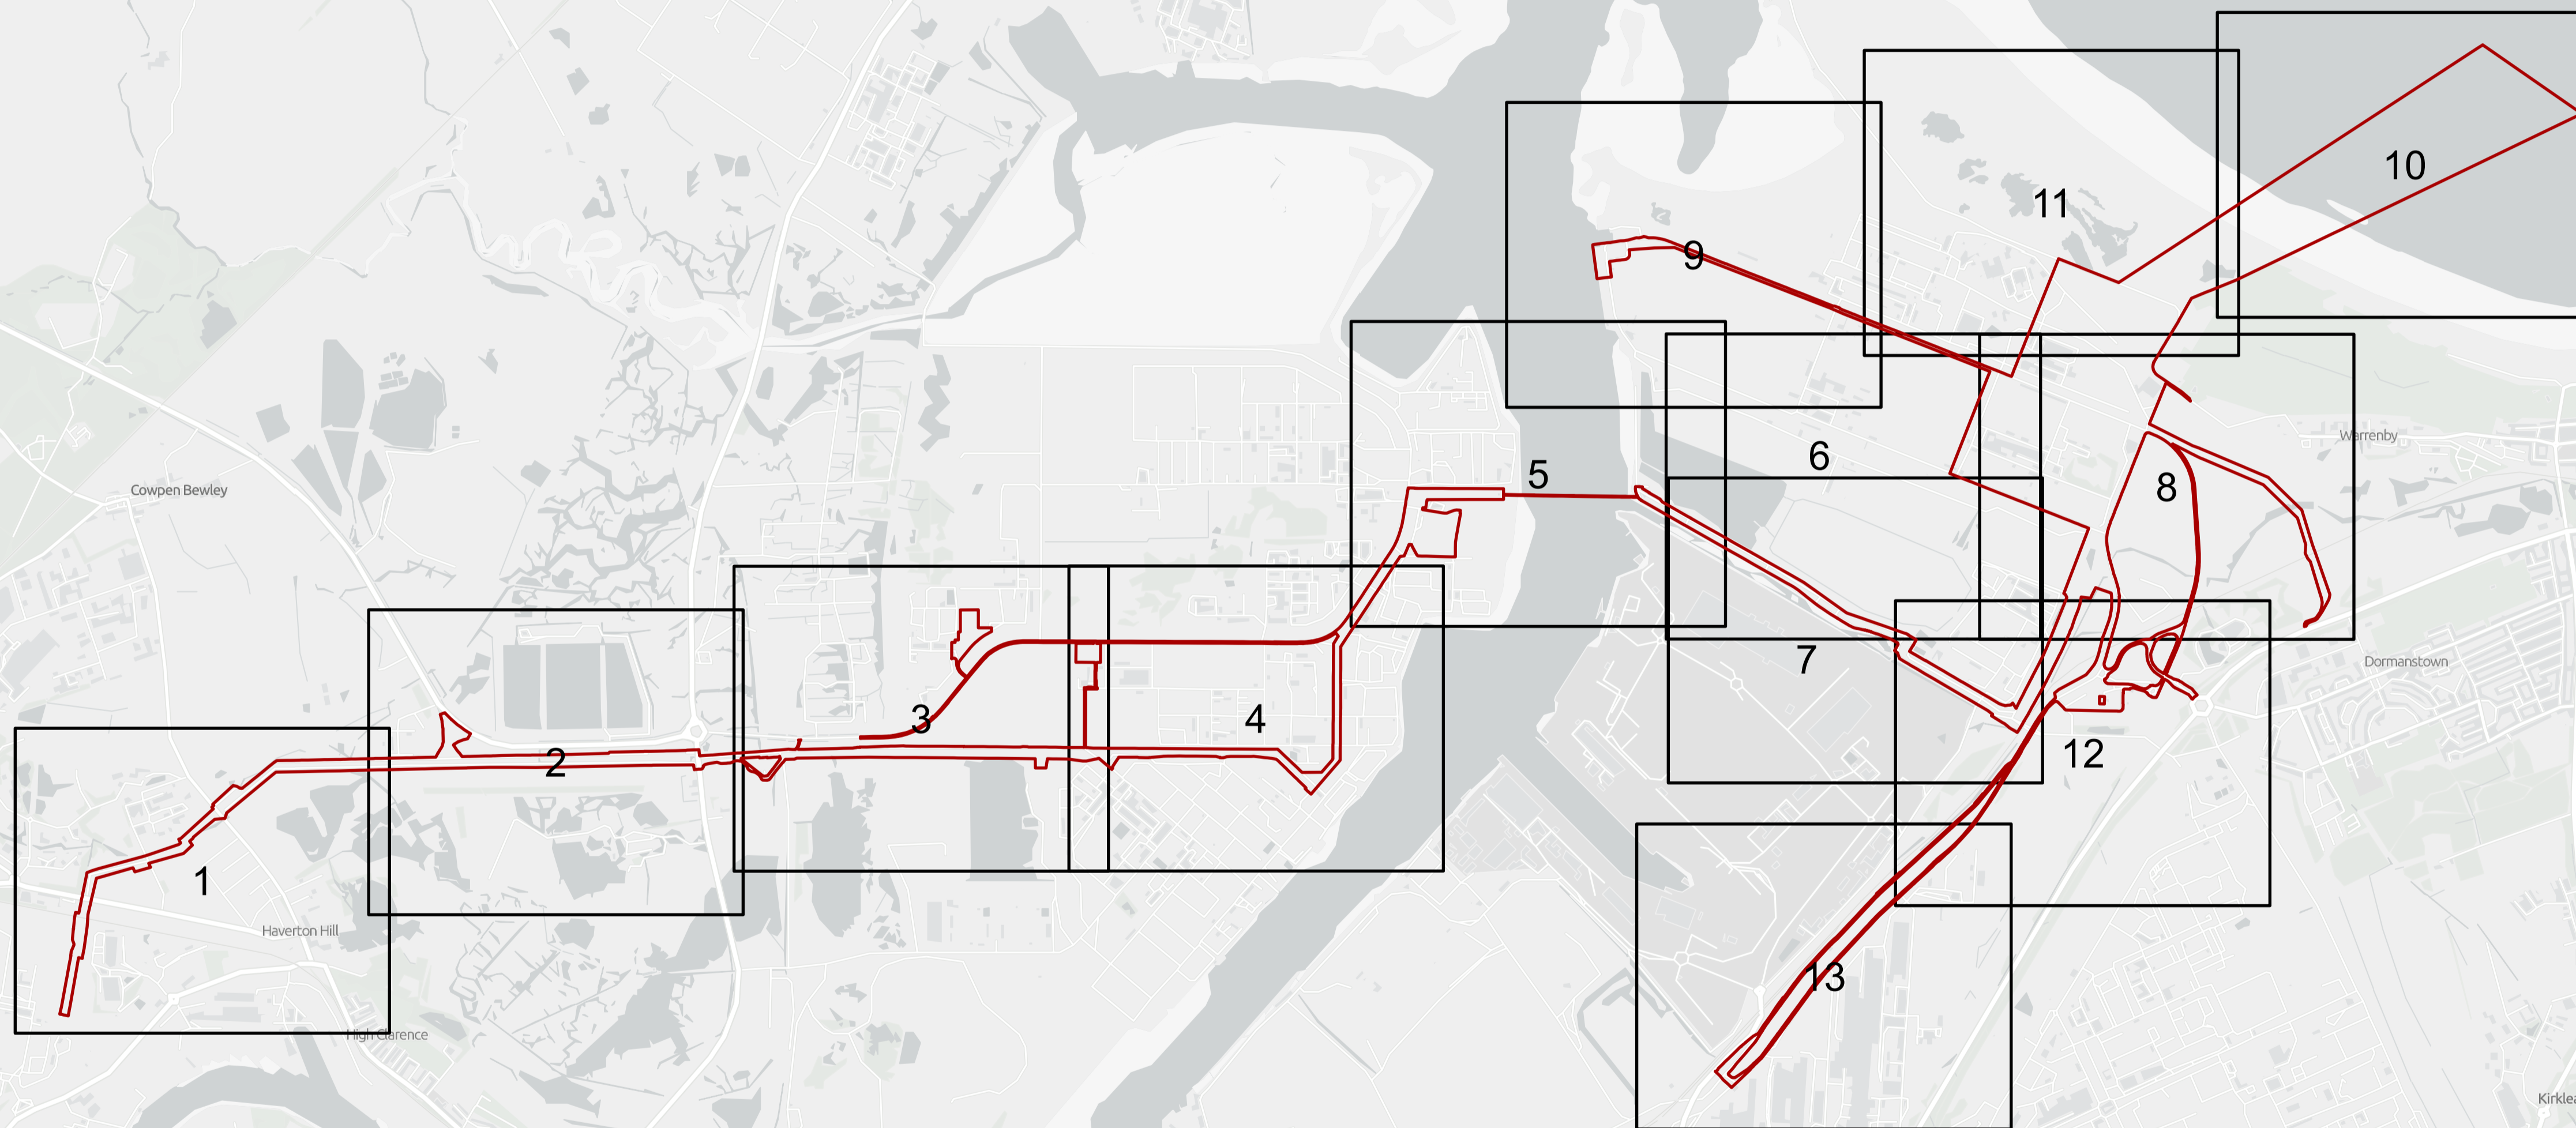 10
11
9
Warrenby
6
5
8
Cowpen Bewley
7
Dormanstown
3
4
12
2
1
Haverton Hill
13
High Clarence
Kirklea